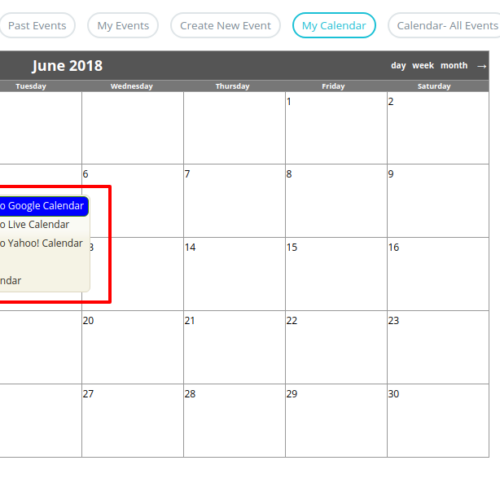 Past Events My Events Create New Event My Calendar Calendar- All Events
June 2018 day week month →
Tuesday Wednesday Thursday Friday Saturday
1 2
6 7 8 9
o Google Calendar
o Live Calendar
o Yahoo! Calendar
14 15 16
ndar
20 21 22 23
27 28 29 30